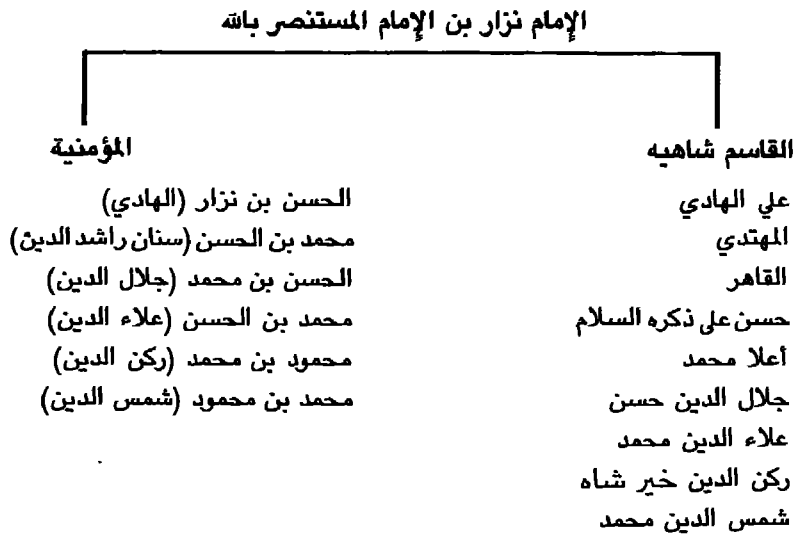 الإمام نزار بن الإمام المستنصر بالله
القاسم شاهيه
علي الهادي
المهتدي
القاهر
حسن على ذكره السلام
أعلا محمد
جلال الدين حسن
علاء الدين محمد
ركن الدين خير شاه
شمس الدين محمد
المؤمنية
الحسن بن نزار (الهادي)
محمد بن الحسن (سنان راشد الدين)
الحسن بن محمد (جلال الدين)
محمد بن الحسن (علاء الدين)
محمود بن محمد (ركن الدين)
محمد بن محمود (شمس الدين)